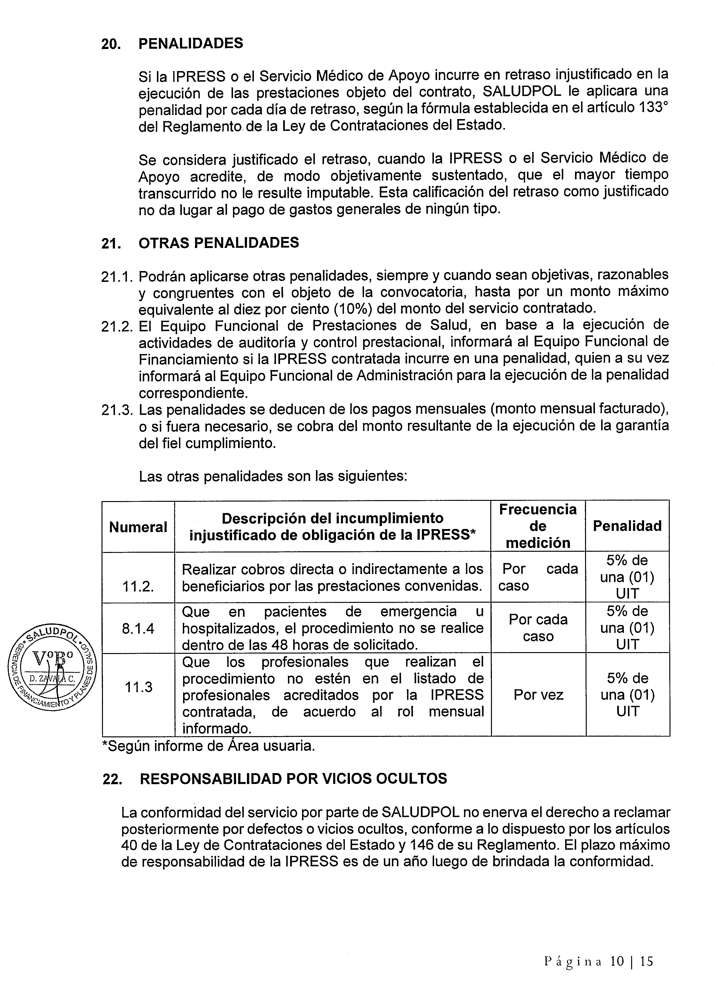 20. PENALIDADES
Si la IPRESS o el Servicio Médico de Apoyo incurre en retraso injustificado en la
ejecución de las prestaciones objeto del contrato, SALUDPOL le aplicara una
penalidad por cada día de retraso, según la fórmula establecida en el artículo 133°
del Reglamento de la Ley de Contrataciones del Estado.
Se considera justificado el retraso, cuando la IPRESS o el Servicio Médico de
Apoyo acredite, de modo objetivamente sustentado, que el mayor tiempo
transcurrido no le resulte imputable. Esta calificación del retraso como justificado
no da lugar al pago de gastos generales de ningún tipo.
21. OTRAS PENALIDADES
21.1. Podrán aplicarse otras penalidades, siempre y cuando sean objetivas, razonables
y congruentes con el objeto de la convocatoria, hasta por un monto máximo
equivalente al diez por ciento (10%) del monto del servicio contratado.
21.2. El Equipo Funcional de Prestaciones de Salud, en base a la ejecución de
actividades de auditoría y control prestacional, informará al Equipo Funcional de
Financiamiento si la IPRESS contratada incurre en una penalidad, quien a su vez
informará al Equipo Funcional de Administración para la ejecución de la penalidad
correspondiente.
21.3. Las penalidades se deducen de los pagos mensuales (monto mensual facturado),
o si fuera necesario, se cobra del monto resultante de la ejecución de la garantía
del fiel cumplimiento.
Las otras penalidades son las siguientes:
Numeral
Descripción del incumplimiento
injustificado de obligación de la IPRESS*
Frecuencia
de
medición
Penalidad
11.2.
Realizar cobros directa o indirectamente a los
beneficiarios por las prestaciones convenidas.
Por cada
caso
5% de
una (01)
UIT
8.1.4
Que en pacientes de emergencia u
hospitalizados, el procedimiento no se realice
dentro de las 48 horas de solicitado.
Por cada
caso
5% de
una (01)
UIT
11.3
Que los profesionales que realizan el
procedimiento no estén en el listado de
profesionales acreditados por la IPRESS
contratada, de acuerdo al rol mensual
informado.
Por vez
5% de
una (01)
UIT
*Según informe de Área usuaria.
SALUDPOL
GERENCIA DE FINANCIAMIENTO Y PLANES DE SALUD
V°B°
D. ZAVALA C.
22. RESPONSABILIDAD POR VICIOS OCULTOS
La conformidad del servicio por parte de SALUDPOL no enerva el derecho a reclamar
posteriormente por defectos o vicios ocultos, conforme a lo dispuesto por los artículos
40 de la Ley de Contrataciones del Estado y 146 de su Reglamento. El plazo máximo
de responsabilidad de la IPRESS es de un año luego de brindada la conformidad.
Página 10 | 15